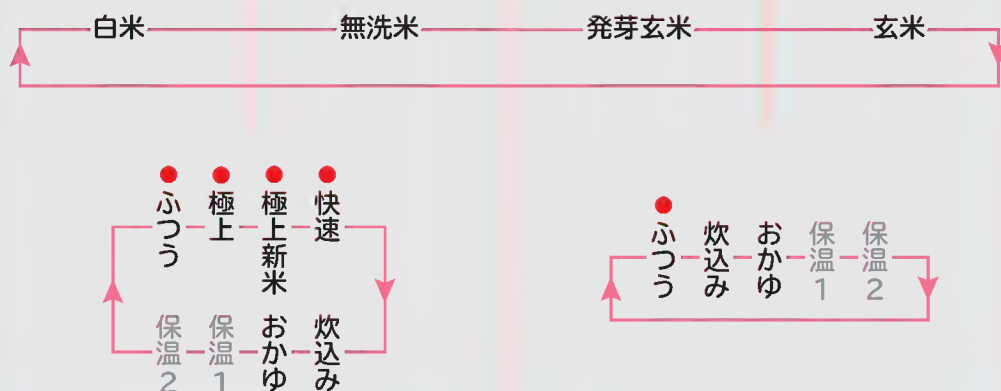 白米 無洗米 発芽玄米 玄米
ふつう
極上
極上新米
快速
炊込み
おかゆ
保温1
保温2
ふつう
炊込み
おかゆ
保温1
保温2